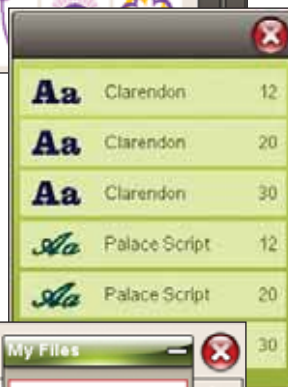 Aa Clarendon 12
Aa Clarendon 20
Aa Clarendon 30
Aa Palace Script 12
Aa Palace Script 20
30
My Files